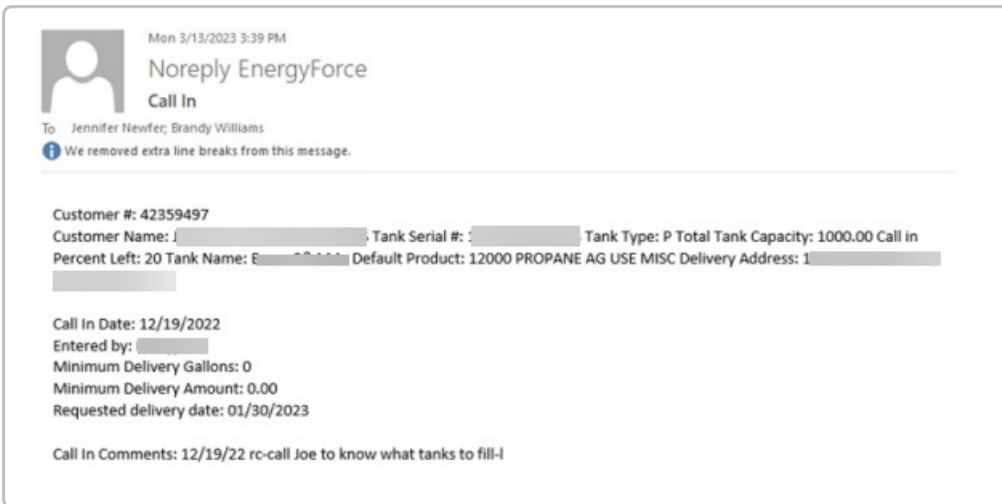 Mon 3/13/2023 3:39 PM
Noreply EnergyForce
Call In
To Jennifer Newfer; Brandy Williams
We removed extra line breaks from this message.
Customer #: 42359497
Customer Name: Tank Serial #: Tank Type: P Total Tank Capacity: 1000.00 Call in
Percent Left: 20 Tank Name: Default Product: 12000 PROPANE AG USE MISC Delivery Address: 1
Call In Date: 12/19/2022
Entered by:
Minimum Delivery Gallons: 0
Minimum Delivery Amount: 0.00
Requested delivery date: 01/30/2023
Call In Comments: 12/19/22 rc-call Joe to know what tanks to fill-l